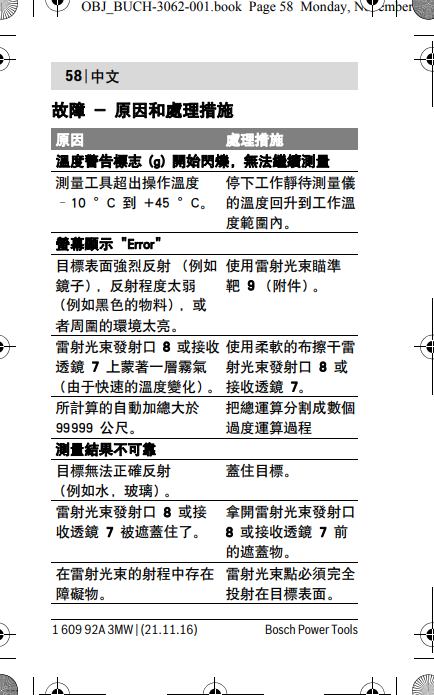 OBJ_BUCH-3062-001.book Page 58 Monday, November
58 | 中文
故障 – 原因和處理措施
原因 處理措施
溫度警告標志 (g) 開始閃爍，無法繼續測量
測量工具超出操作溫度 停下工作靜待測量儀
–10 ° C 到 +45 ° C。 的溫度回升到工作溫
度範圍內。
螢幕顯示 "Error"
目標表面強烈反射 （例如 使用雷射光束瞄準
鏡子），反射程度太弱 靶 9 （附件）。
（例如黑色的物料），或
者周圍的環境太亮。
雷射光束發射口 8 或接收 使用柔軟的布擦干雷
透鏡 7 上蒙著一層霧氣 射光束發射口 8 或
（由于快速的溫度變化）。 接收透鏡 7。
所計算的自動加總大於 把總運算分割成數個
99999 公尺。 過度運算過程
測量結果不可靠
目標無法正確反射 蓋住目標。
（例如水，玻璃）。
雷射光束發射口 8 或接 拿開雷射光束發射口
收透鏡 7 被遮蓋住了。 8 或接收透鏡 7 前
的遮蓋物。
在雷射光束的射程中存在 雷射光束點必須完全
障礙物。 投射在目標表面。
1 609 92A 3MW | (21.11.16) Bosch Power Tools